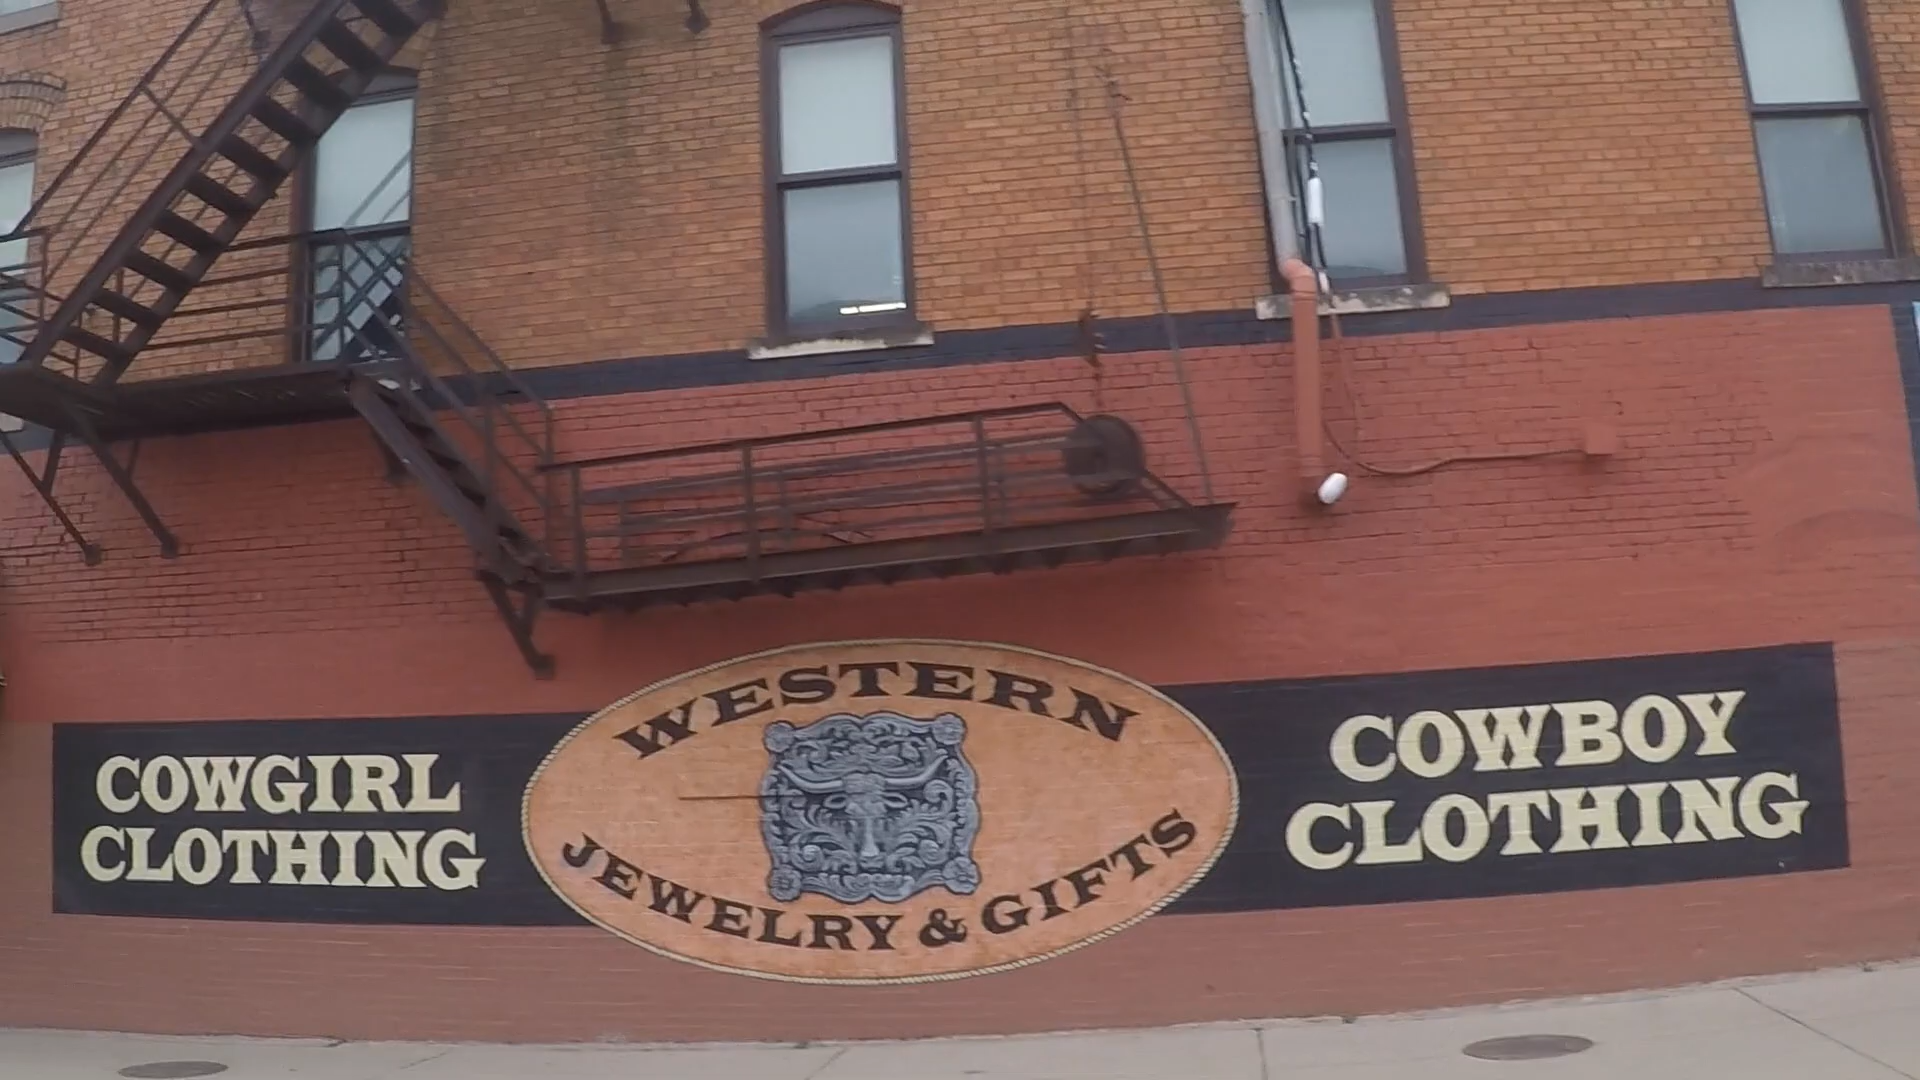 COWGIRL
CLOTHING
WESTERN
JEWELRY & GIFTS
COWBOY
CLOTHING